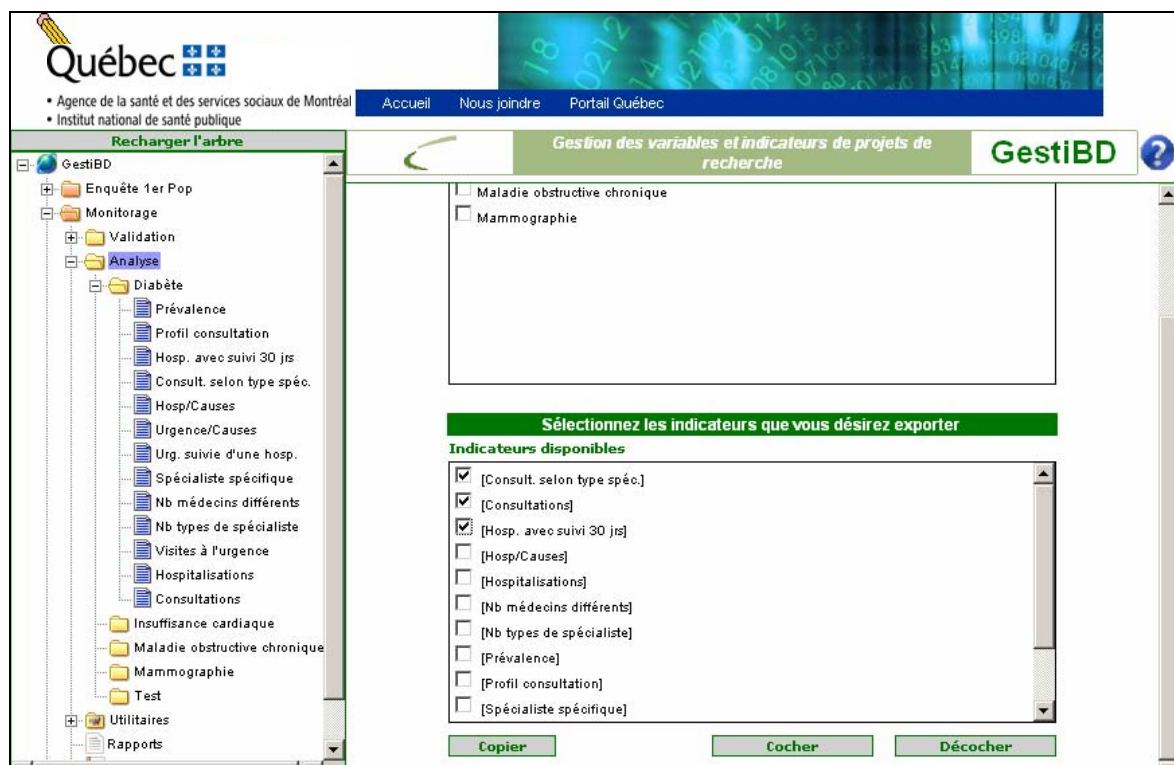 Québec
• Agence de la santé et des services sociaux de Montréal
• Institut national de santé publique
Accueil Nous joindre Portail Québec
Recharger l'arbre
GestiBD
Enquête 1er Pop
Monitorage
Validation
Analyse
Diabète
Prévalence
Profil consultation
Hosp. avec suivi 30 jrs
Consult. selon type spéc.
Hosp/Causes
Urgence/Causes
Urg. suivie d'une hosp.
Spécialiste spécifique
Nb médecins différents
Nb types de spécialiste
Visites à l'urgence
Hospitalisations
Consultations
Insuffisance cardiaque
Maladie obstructive chronique
Mammographie
Test
Utilitaires
Rapports
Gestion des variables et indicateurs de projets de
recherche
GestiBD
?
Maladie obstructive chronique
Mammographie
Sélectionnez les indicateurs que vous désirez exporter
Indicateurs disponibles
[Consult. selon type spéc.]
[Consultations]
[Hosp. avec suivi 30 jrs]
[Hosp/Causes]
[Hospitalisations]
[Nb médecins différents]
[Nb types de spécialiste]
[Prévalence]
[Profil consultation]
[Spécialiste spécifique]
Copier Cocher Décocher